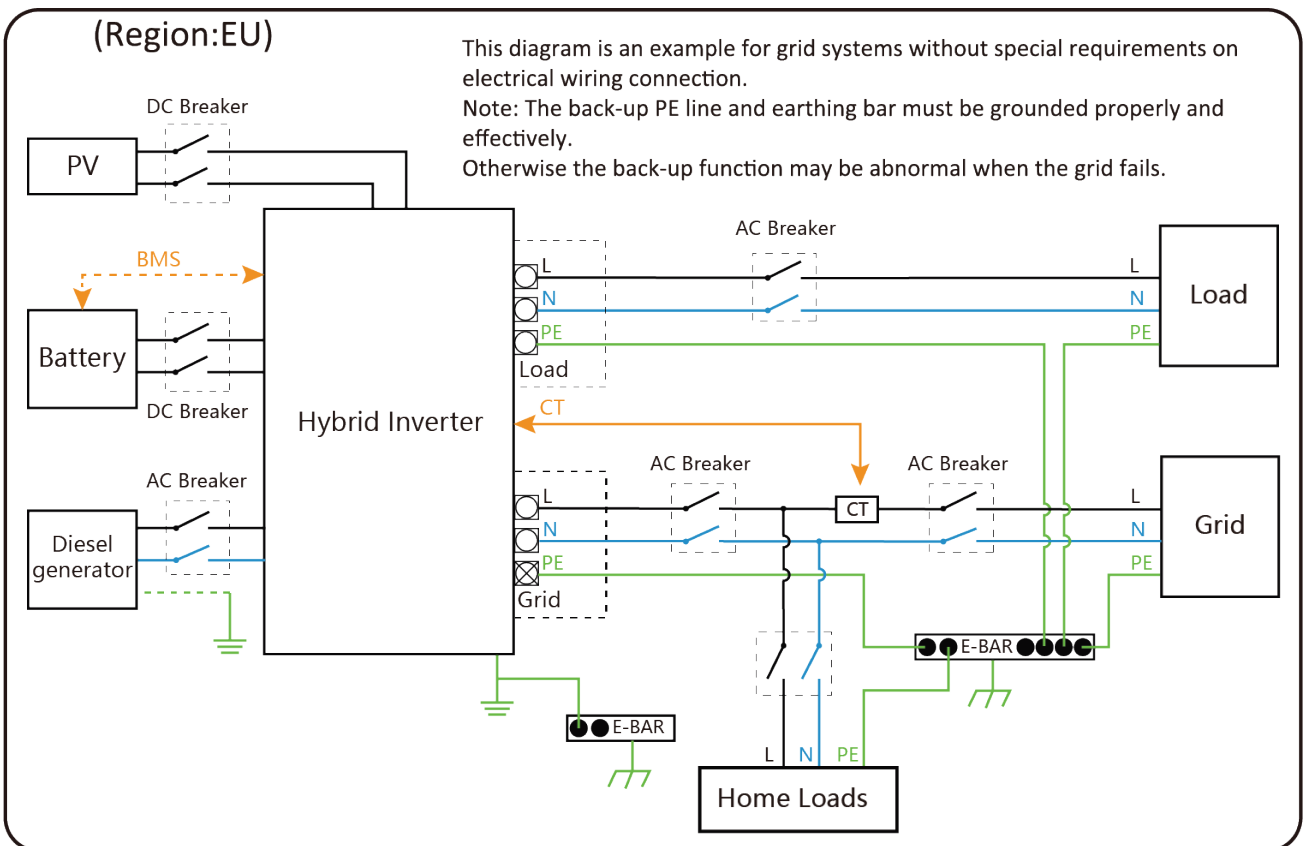 (Region:EU)
This diagram is an example for grid systems without special requirements on
electrical wiring connection.
Note: The back-up PE line and earthing bar must be grounded properly and
effectively.
Otherwise the back-up function may be abnormal when the grid fails.
DC Breaker
PV
AC Breaker
BMS
L
L
N
N
Load
PE
PE
Battery
Load
DC Breaker
CT
Hybrid Inverter
AC Breaker
AC Breaker
AC Breaker
L
L
CT
N
N
Grid
Diesel
generator
PE
PE
Grid
E-BAR
E-BAR
L
N
PE
Home Loads